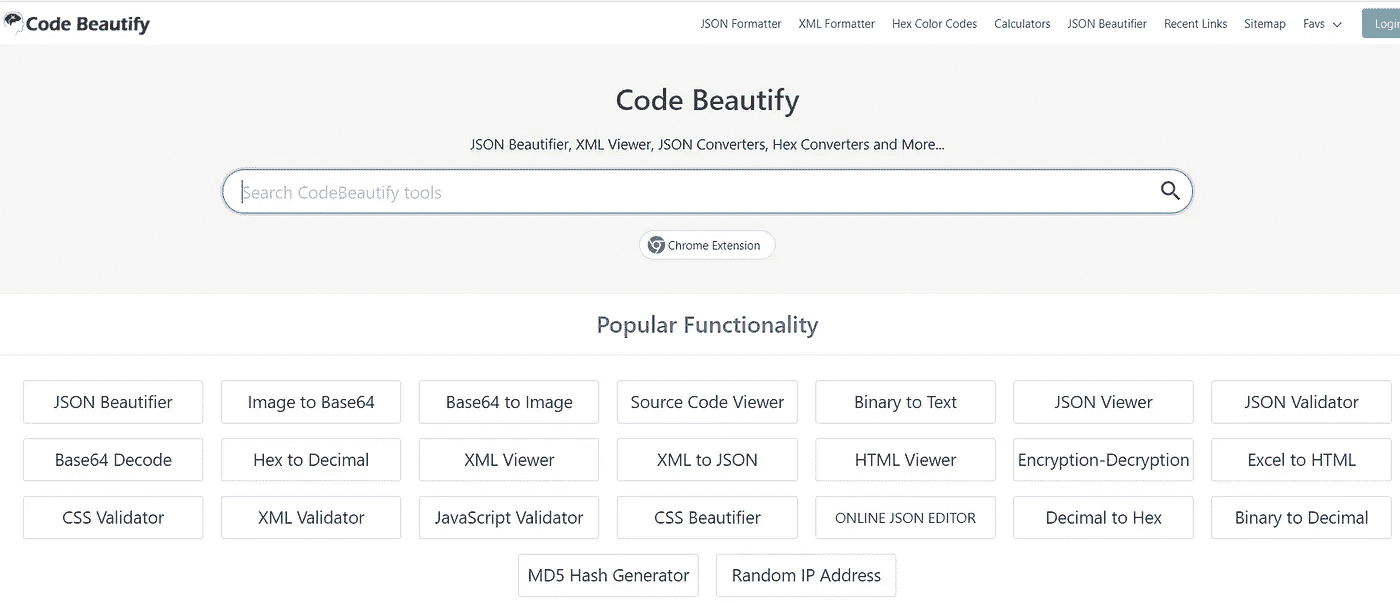 Code Beautify
JSON Formatter XML Formatter Hex Color Codes Calculators JSON Beautifier Recent Links Sitemap Favs
Code Beautify
JSON Beautifier, XML Viewer, JSON Converters, Hex Converters and More...
Search CodeBeautify tools
Chrome Extension
Popular Functionality
JSON Beautifier Image to Base64 Base64 to Image Source Code Viewer Binary to Text JSON Viewer JSON Validator
Base64 Decode Hex to Decimal XML Viewer XML to JSON HTML Viewer Encryption-Decryption Excel to HTML
CSS Validator XML Validator JavaScript Validator CSS Beautifier ONLINE JSON EDITOR Decimal to Hex Binary to Decimal
MD5 Hash Generator Random IP Address